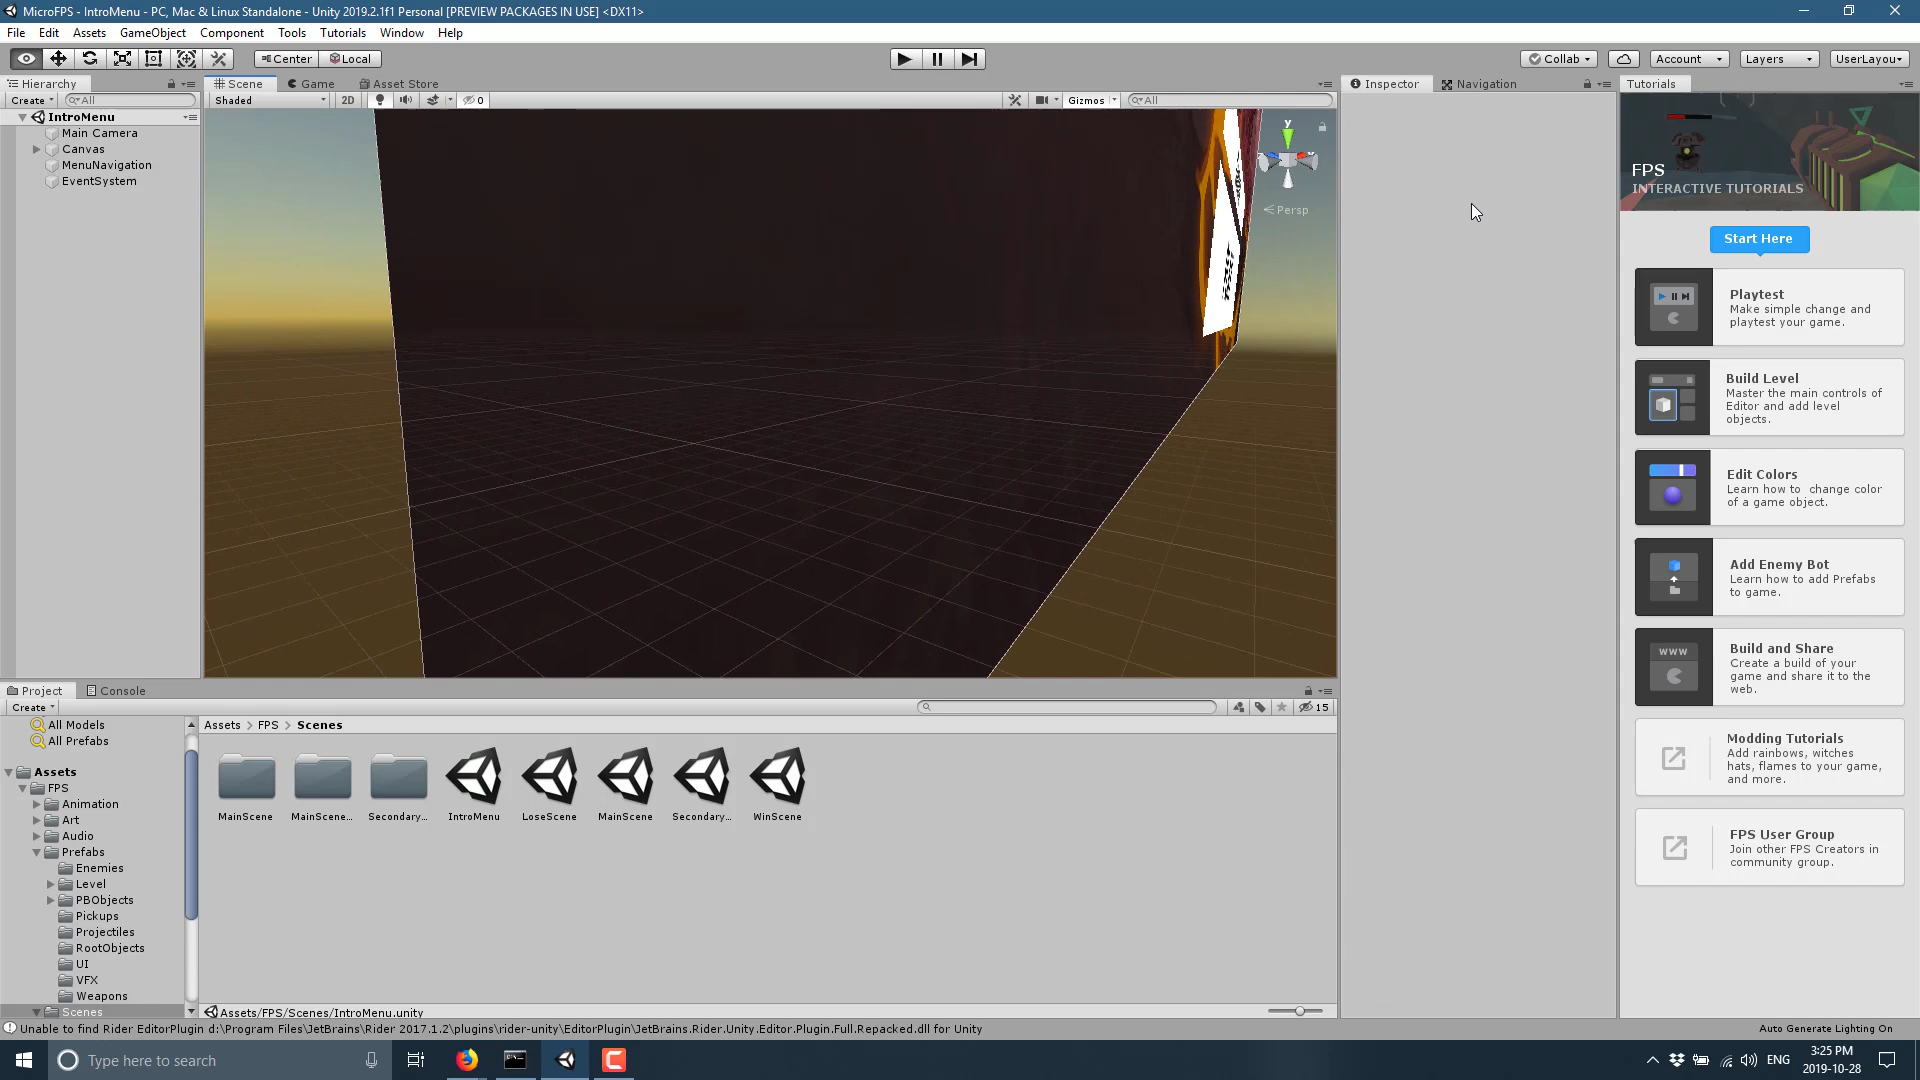 MicroFPS - IntroMenu - PC, Mac & Linux Standalone - Unity 2019.2.1f1 Personal [PREVIEW PACKAGES IN USE] <DX11>
File Edit Assets GameObject Component Tools Tutorials Window Help
Center Local Collab Account Layers UserLayou
Hierarchy Scene Game Asset Store Inspector Navigation Tutorials
Create All Shaded 2D 0 Gizmos All
IntroMenu
Main Camera
Canvas
MenuNavigation
EventSystem
y
Persp
FPS
INTERACTIVE TUTORIALS
Start Here
Playtest
Make simple change and
playtest your game.
Build Level
Master the main controls of
Editor and add level
objects.
Edit Colors
Learn how to change color
of a game object.
Add Enemy Bot
Learn how to add Prefabs
to game.
WWW
Build and Share
Create a build of your
game and share it to the
web.
Modding Tutorials
Add rainbows, witches
hats, flames to your game,
and more.
FPS User Group
Join other FPS Creators in
community group.
Project Console
Create 15
All Models
All Prefabs
Assets
FPS
Animation
Art
Audio
Prefabs
Enemies
Level
PBObjects
Pickups
Projectiles
RootObjects
UI
VFX
Weapons
Scenes
Assets > FPS > Scenes
MainScene MainScene... Secondary... IntroMenu LoseScene MainScene Secondary... WinScene
Assets/FPS/Scenes/IntroMenu.unity
Unable to find Rider EditorPlugin d:\Program Files\JetBrains\Rider 2017.1.2\plugins\rider-unity\EditorPlugin\JetBrains.Rider.Unity.Editor.Plugin.Full.Repacked.dll for Unity
Auto Generate Lighting On
Type here to search
ENG
3:25 PM
2019-10-28